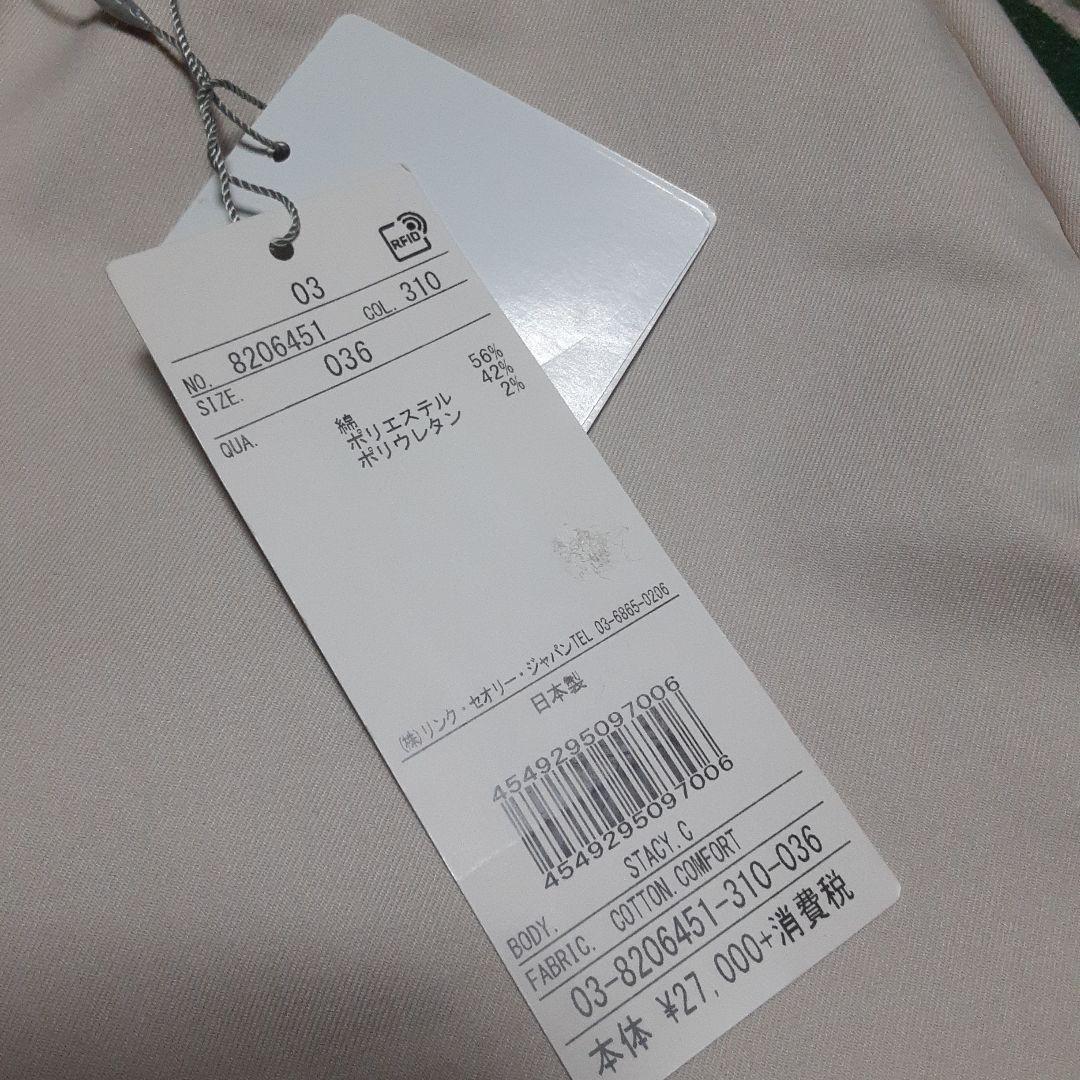 RFID
03
NO. 8206451 COL. 310
SIZE. 036
QUA. 綿 56%
ポリエステル 42%
ポリウレタン 2%
(株)リンク・セオリー・ジャパンTEL 03-6865-0206
日本製
4549295097006
4549295097006
BODY. STACY.C
FABRIC. COTTON.COMFORT
03-8206451-310-036
本体 ¥27,000+消費税